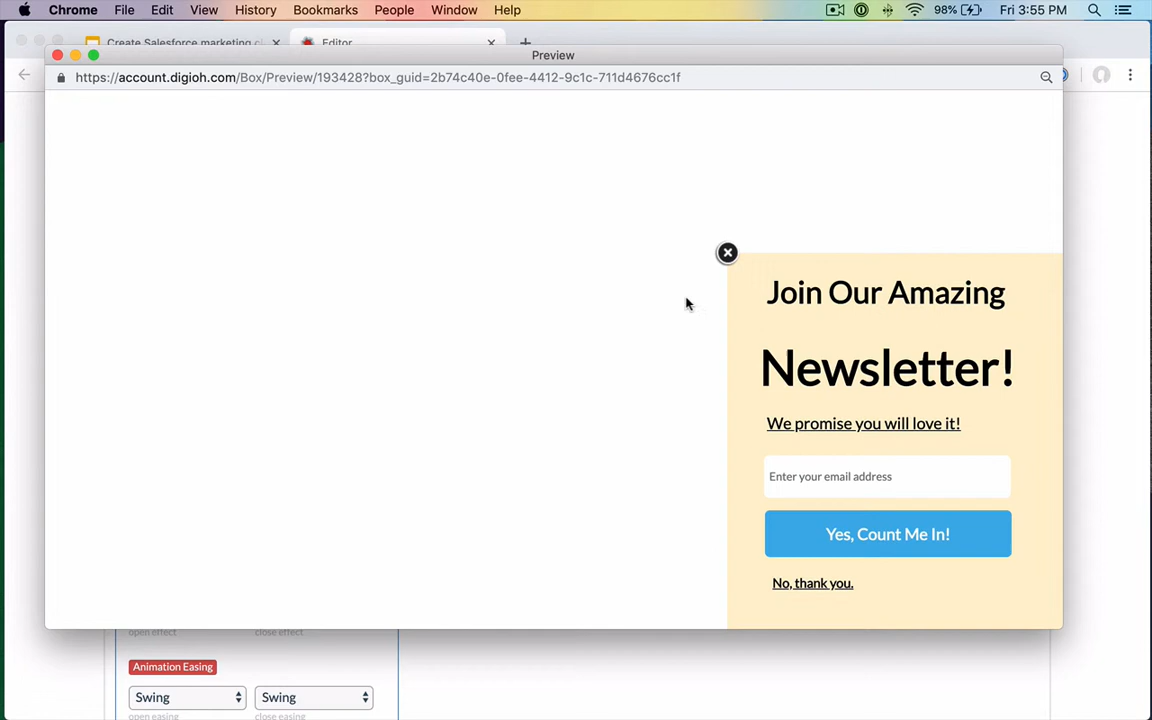 Chrome File Edit View History Bookmarks People Window Help 98% Fri 3:55 PM
Create Salesforce marketing Editor
Preview
https://account.digioh.com/Box/Preview/193428?box_guid=2b74c40e-0fee-4412-9c1c-711d4676cc1f
Join Our Amazing
Newsletter!
We promise you will love it!
Enter your email address
Yes, Count Me In!
No, thank you.
open effect close effect
Animation Easing
Swing Swing
open easing close easing